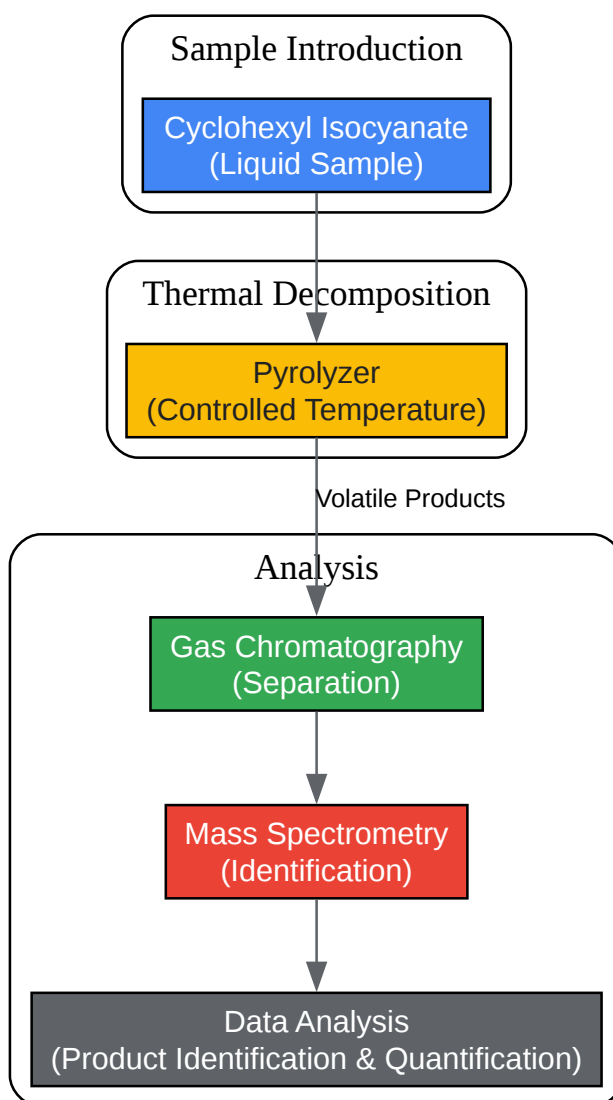 Sample Introduction
Cyclohexyl Isocyanate
(Liquid Sample)
Thermal Decomposition
Pyrolyzer
(Controlled Temperature)
Volatile Products
Analysis
Gas Chromatography
(Separation)
Mass Spectrometry
(Identification)
Data Analysis
(Product Identification & Quantification)